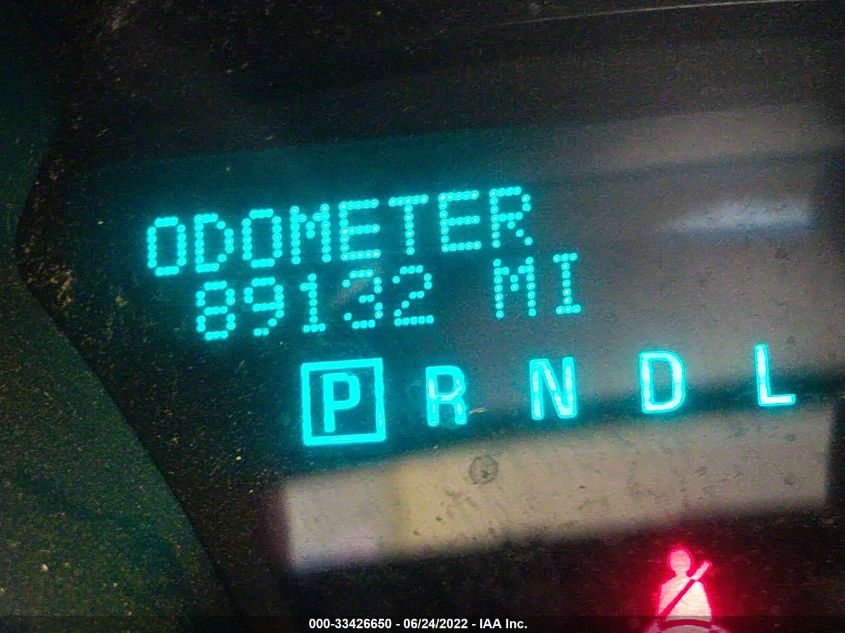 ODOMETER
89132 MI
P R N D L
000-33426650 - 06/24/2022 - IAA Inc.